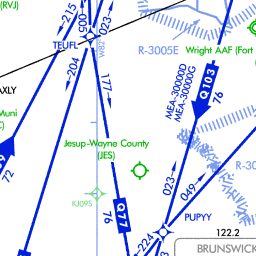 (RVJ)
215
005
023
TEUFL
R-3005E
Wright AAF (Fort
AXLY
204
177
MEA-30000D
MEA-30000G
Q103
76
Muni
C)
Jesup-Wayne County
(JES)
72
023
049
R-30
KJ09S
Q77
PUPYY
76
224
122.2
BRUNSWICK